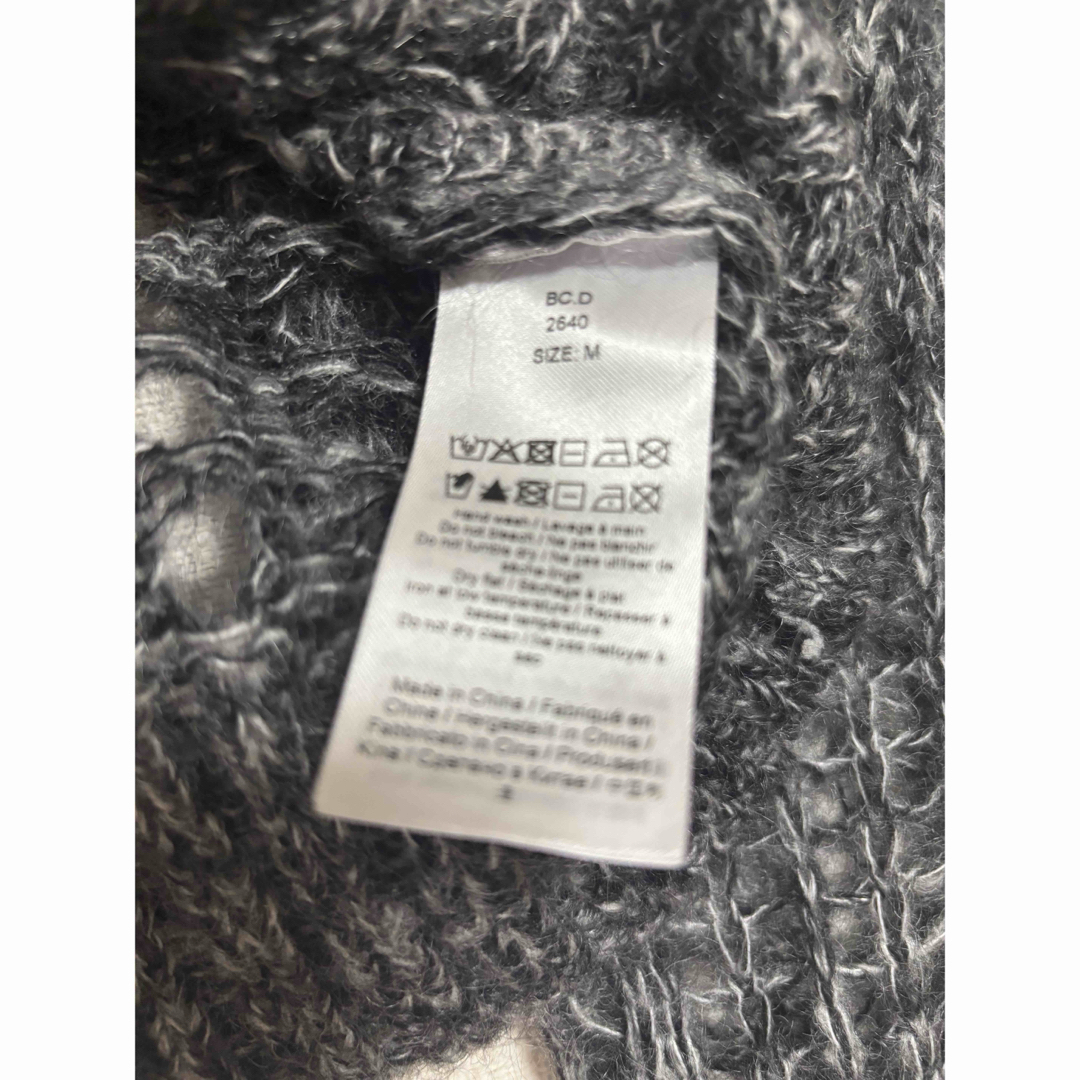 BC.D
2640
SIZE: M
Hand wash / Lavage à main
Do not bleach / Ne pas blanchir
Do not tumble dry / Ne pas utiliser de
sèche-linge
Dry flat / Séchage à plat
Iron at low temperature / Repasser à
basse température
Do not dry clean / Ne pas nettoyer à
sec
Made in China / Fabriqué en
Chine / Hergestellt in China /
Fabbricato in Cina / Produsert i
Kina /